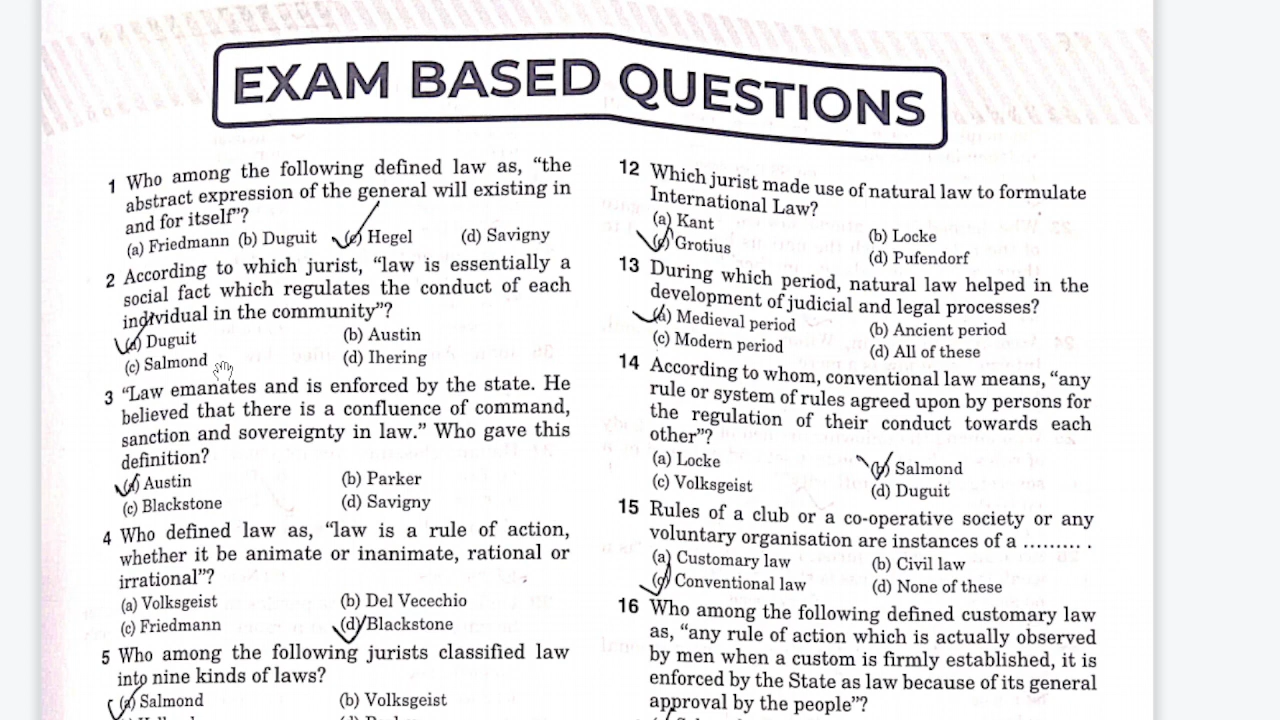 EXAM BASED QUESTIONS
1 Who among the following defined law as, “the
abstract expression of the general will existing in
and for itself”?
(a) Friedmann (b) Duguit (c) Hegel (d) Savigny
2 According to which jurist, “law is essentially a
social fact which regulates the conduct of each
individual in the community”?
(a) Duguit (b) Austin
(c) Salmond (d) Ihering
3 “Law emanates and is enforced by the state. He
believed that there is a confluence of command,
sanction and sovereignty in law.” Who gave this
definition?
(a) Austin (b) Parker
(c) Blackstone (d) Savigny
4 Who defined law as, “law is a rule of action,
whether it be animate or inanimate, rational or
irrational”?
(a) Volksgeist (b) Del Vecechio
(c) Friedmann (d) Blackstone
5 Who among the following jurists classified law
into nine kinds of laws?
(a) Salmond (b) Volksgeist
12 Which jurist made use of natural law to formulate
International Law?
(a) Kant (b) Locke
(c) Grotius (d) Pufendorf
13 During which period, natural law helped in the
development of judicial and legal processes?
(a) Medieval period (b) Ancient period
(c) Modern period (d) All of these
14 According to whom, conventional law means, “any
rule or system of rules agreed upon by persons for
the regulation of their conduct towards each
other”?
(a) Locke (b) Salmond
(c) Volksgeist (d) Duguit
15 Rules of a club or a co-operative society or any
voluntary organisation are instances of a ......... .
(a) Customary law (b) Civil law
(c) Conventional law (d) None of these
16 Who among the following defined customary law
as, “any rule of action which is actually observed
by men when a custom is firmly established, it is
enforced by the State as law because of its general
approval by the people”?